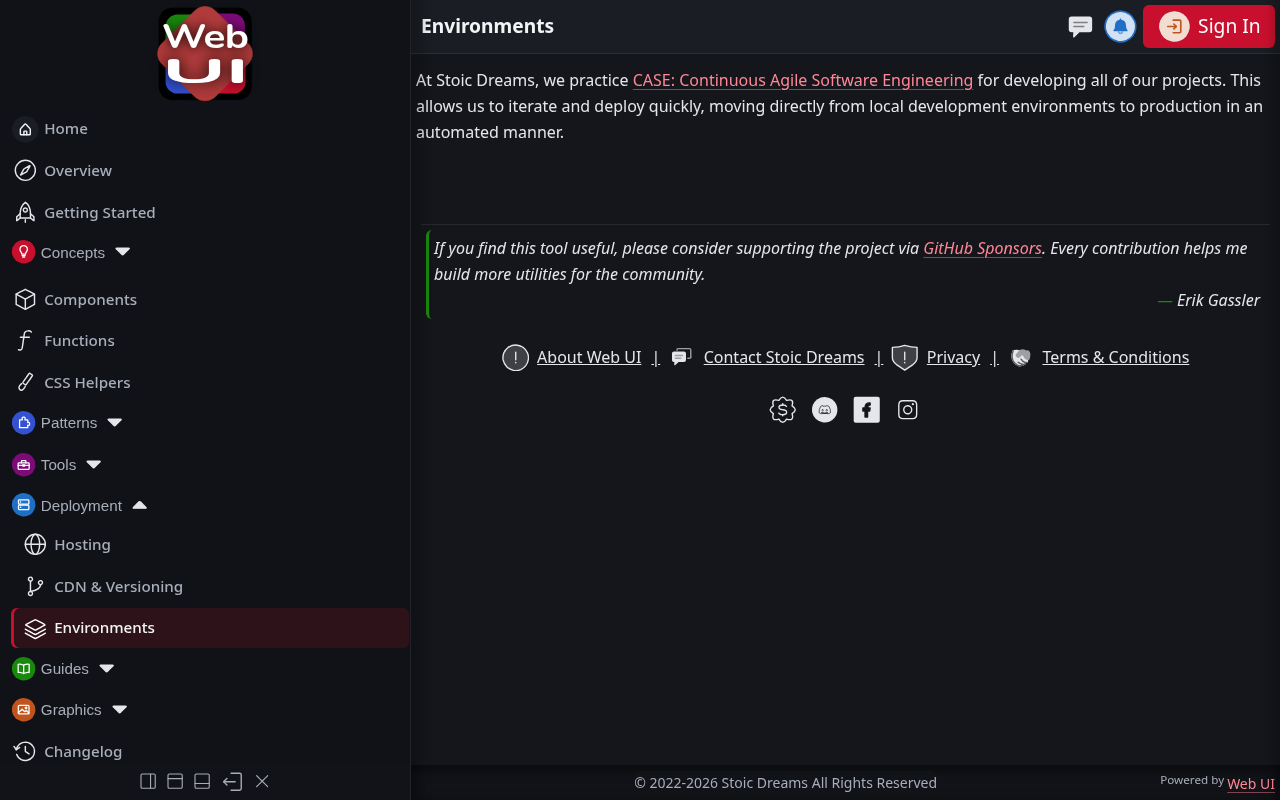 Web
UI
Home
Overview
Getting Started
Concepts
Components
Functions
CSS Helpers
Patterns
Tools
Deployment
Hosting
CDN & Versioning
Environments
Guides
Graphics
Changelog
Environments
Sign In
At Stoic Dreams, we practice CASE: Continuous Agile Software Engineering for developing all of our projects. This
allows us to iterate and deploy quickly, moving directly from local development environments to production in an
automated manner.
If you find this tool useful, please consider supporting the project via GitHub Sponsors. Every contribution helps me
build more utilities for the community.
— Erik Gassler
About Web UI | Contact Stoic Dreams | Privacy | Terms & Conditions
© 2022-2026 Stoic Dreams All Rights Reserved
Powered by Web UI